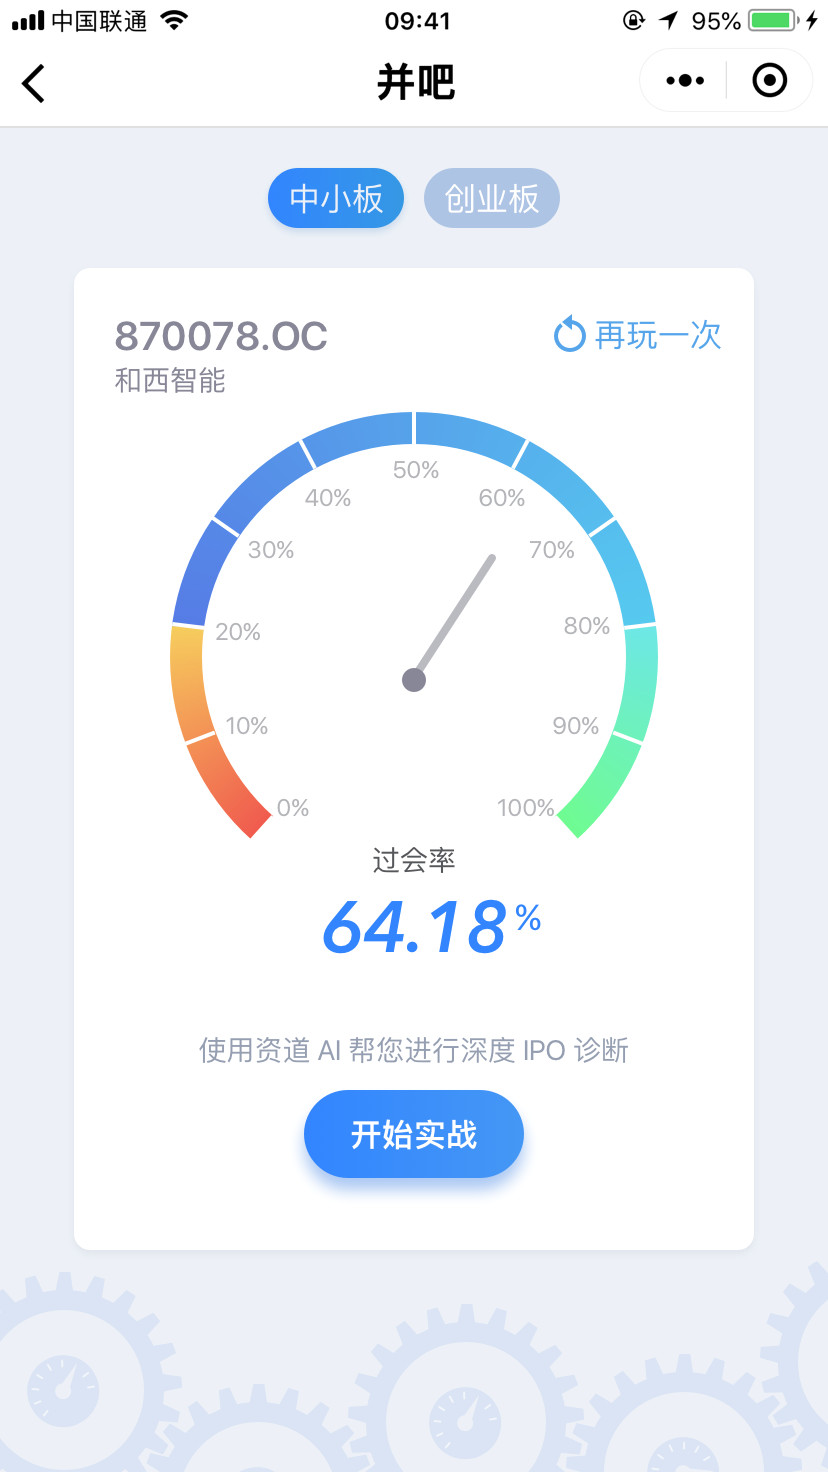 中国联通 09:41 95%
并吧
中小板 创业板
870078.OC
再玩一次
和西智能
50%
40% 60%
30% 70%
20% 80%
10% 90%
0% 100%
过会率
64.18%
使用资道 AI 帮您进行深度 IPO 诊断
开始实战